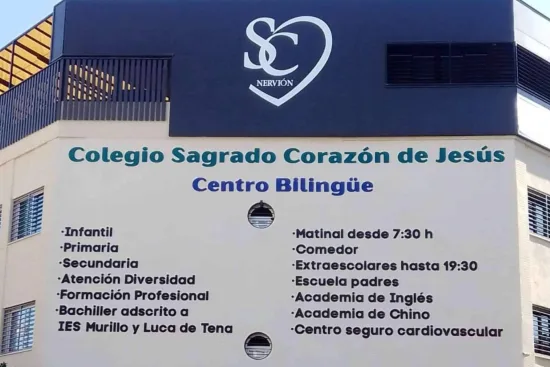 SC
NERVIÓN
Colegio Sagrado Corazón de Jesús
Centro Bilingüe
·Infantil
·Primaria
·Secundaria
·Atención Diversidad
·Formación Profesional
·Bachiller adscrito a
IES Murillo y Luca de Tena
·Matinal desde 7:30 h
·Comedor
·Extraescolares hasta 19:30
·Escuela padres
·Academia de Inglés
·Academia de Chino
·Centro seguro cardiovascular